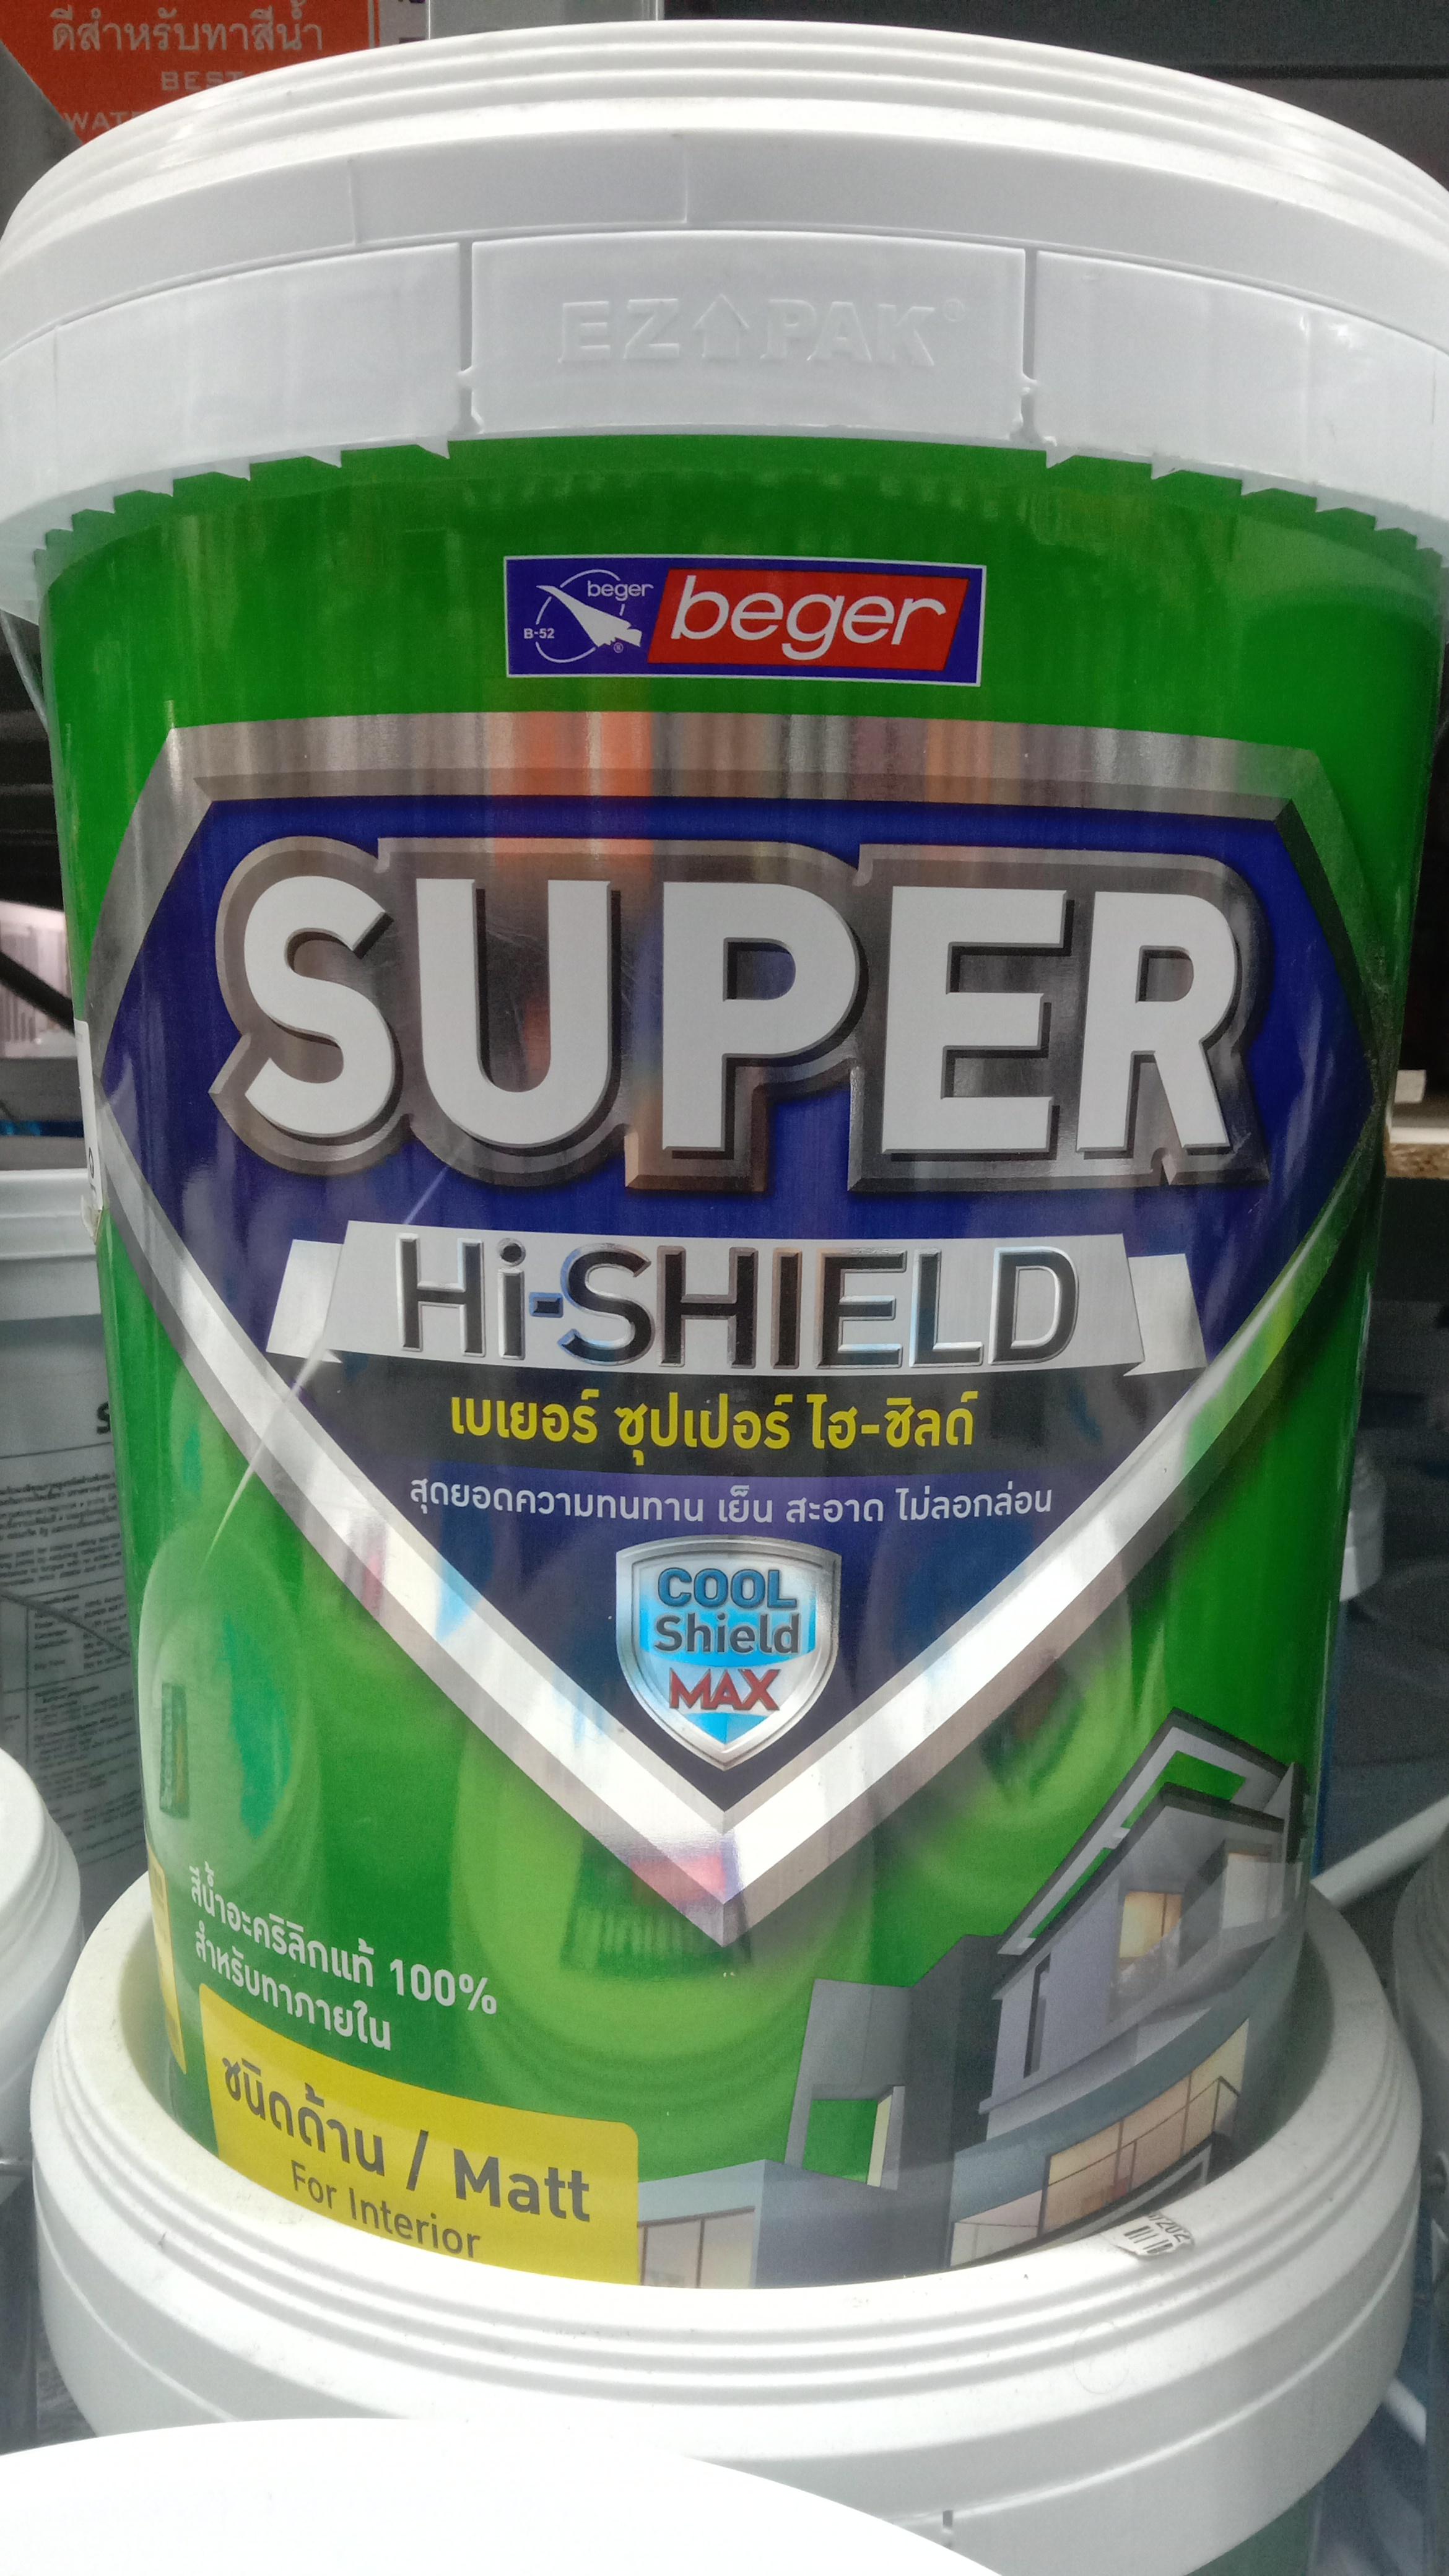 ดีสำหรับทาสีน้ำ
BEST
EZ PAK®
beger
B-52
®
beger
SUPER
Hi-SHIELD
เบเยอร์ ซุปเปอร์ ไฮ-ชิลด์
สุดยอดความทนทาน เย็น สะอาด ไม่ลอกล่อน
COOL
Shield
MAX
สีน้ำอะคริลิกแท้ 100%
สำหรับทาภายใน
ชนิดด้าน / Matt
For Interior